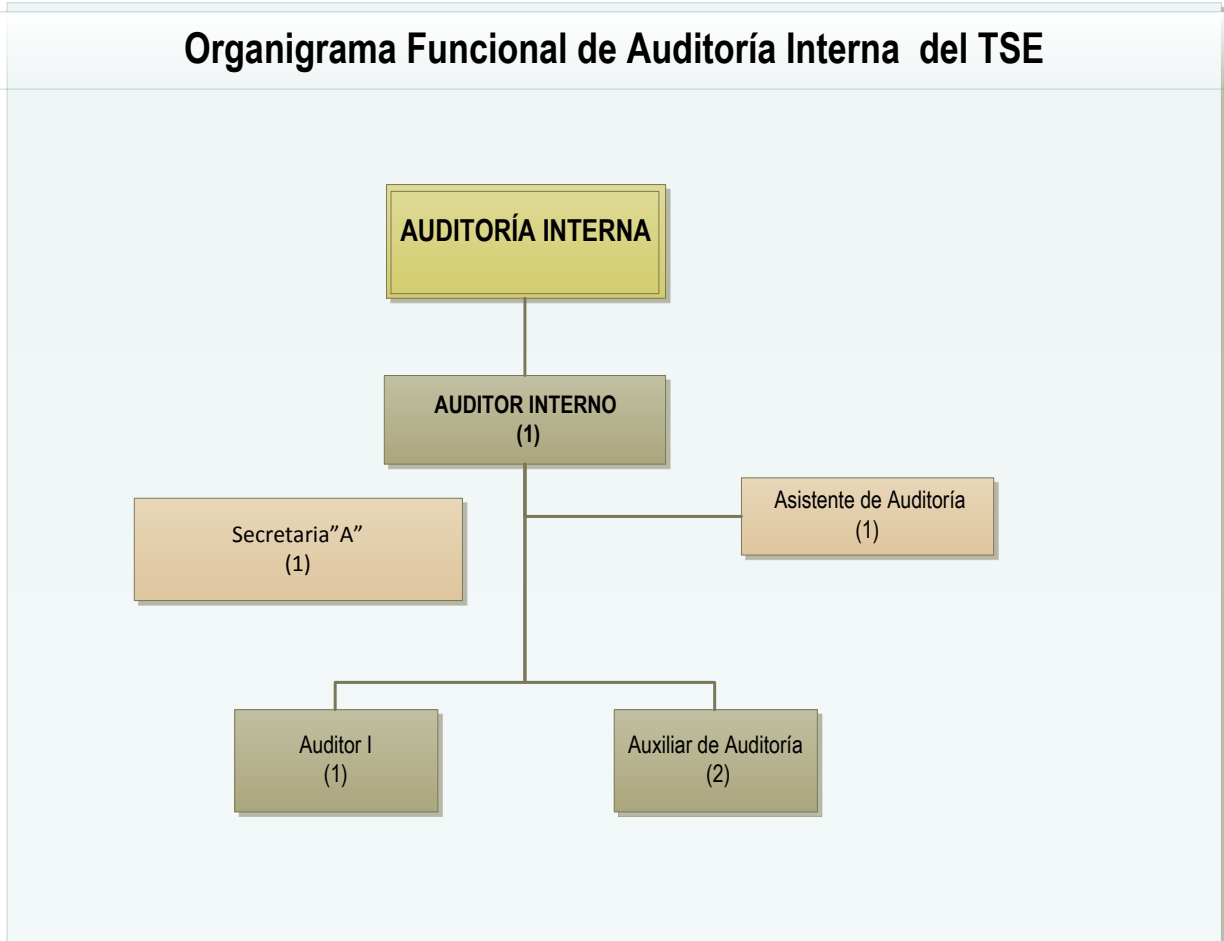 Organigrama Funcional de Auditoría Interna  del TSE
AUDITORÍA INTERNA
AUDITOR INTERNO
(1)
Asistente de Auditoría
(1)
Secretaria”A”
(1)
Auditor I
(1)
Auxiliar de Auditoría
(2)